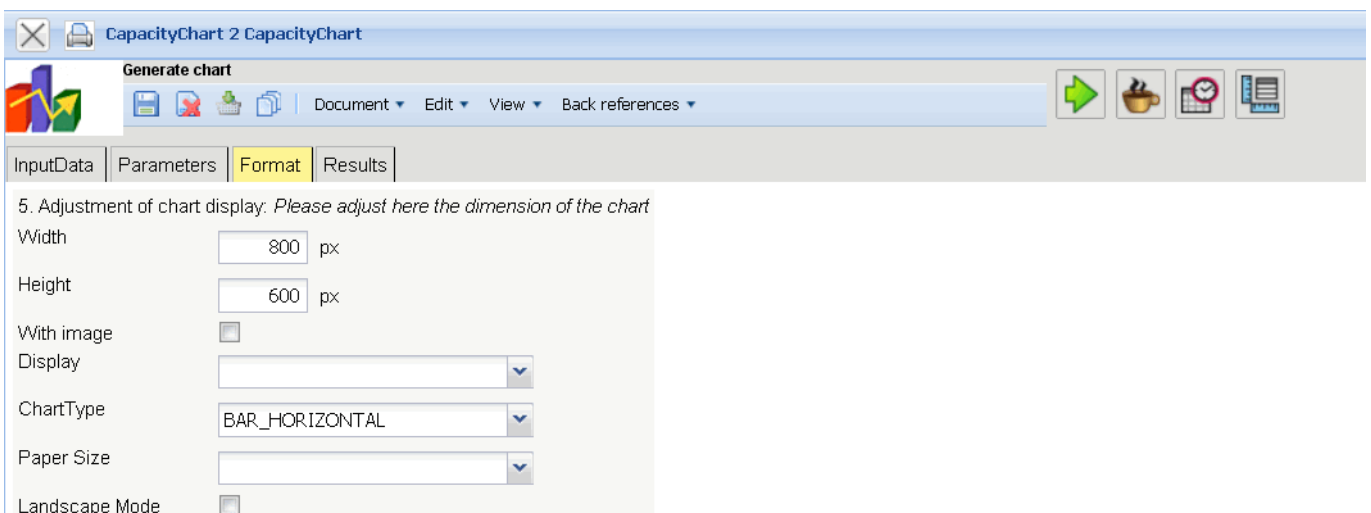 CapacityChart 2 CapacityChart
Generate chart
Document Edit View Back references
InputData Parameters Format Results
5. Adjustment of chart display: Please adjust here the dimension of the chart
Width 800 px
Height 600 px
With image
Display
ChartType BAR_HORIZONTAL
Paper Size
Landscape Mode